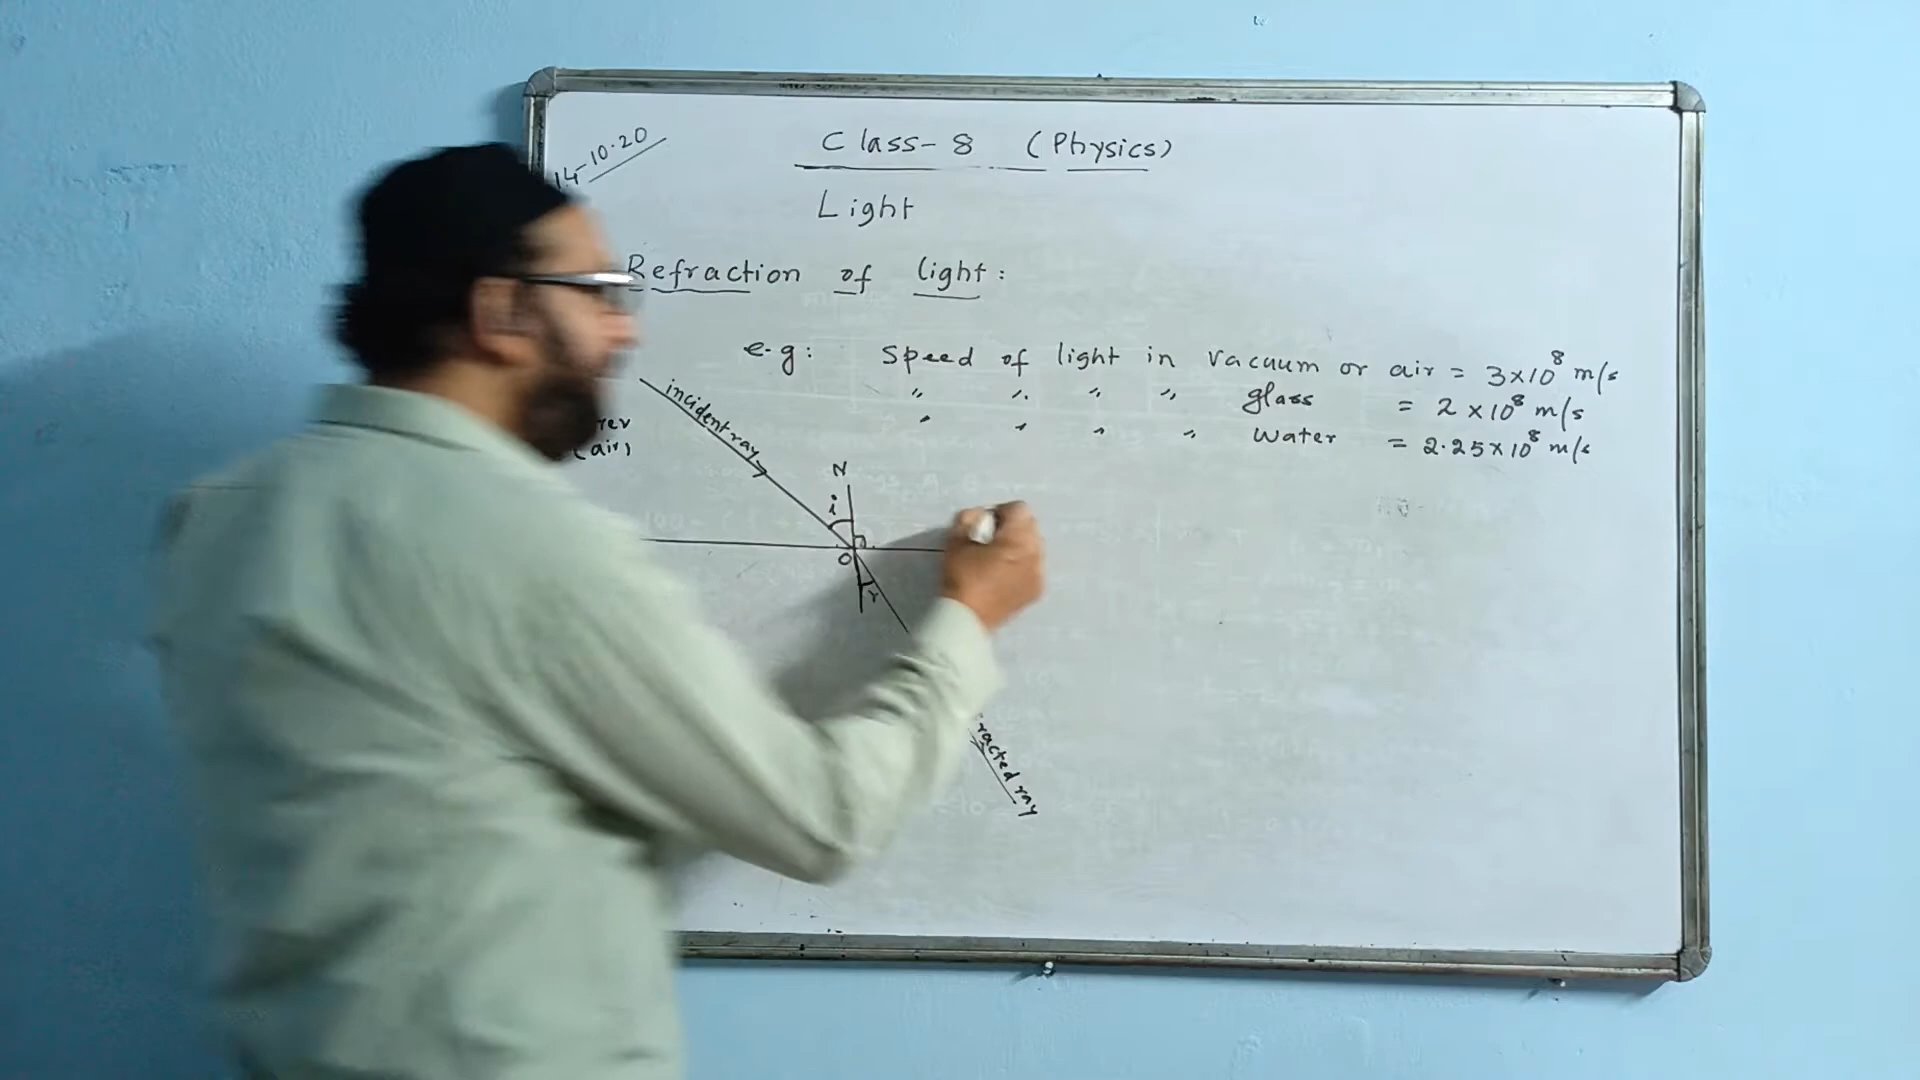 14-10.20
Class-8 (Physics)
Light
Refraction of light:
e.g: Speed of light in vacuum or air = 3×10⁸ m/s
" " " " glass = 2×10⁸ m/s
" " " " water = 2.25×10⁸ m/s
incident ray
(air)
N
i
O
r
racted ray